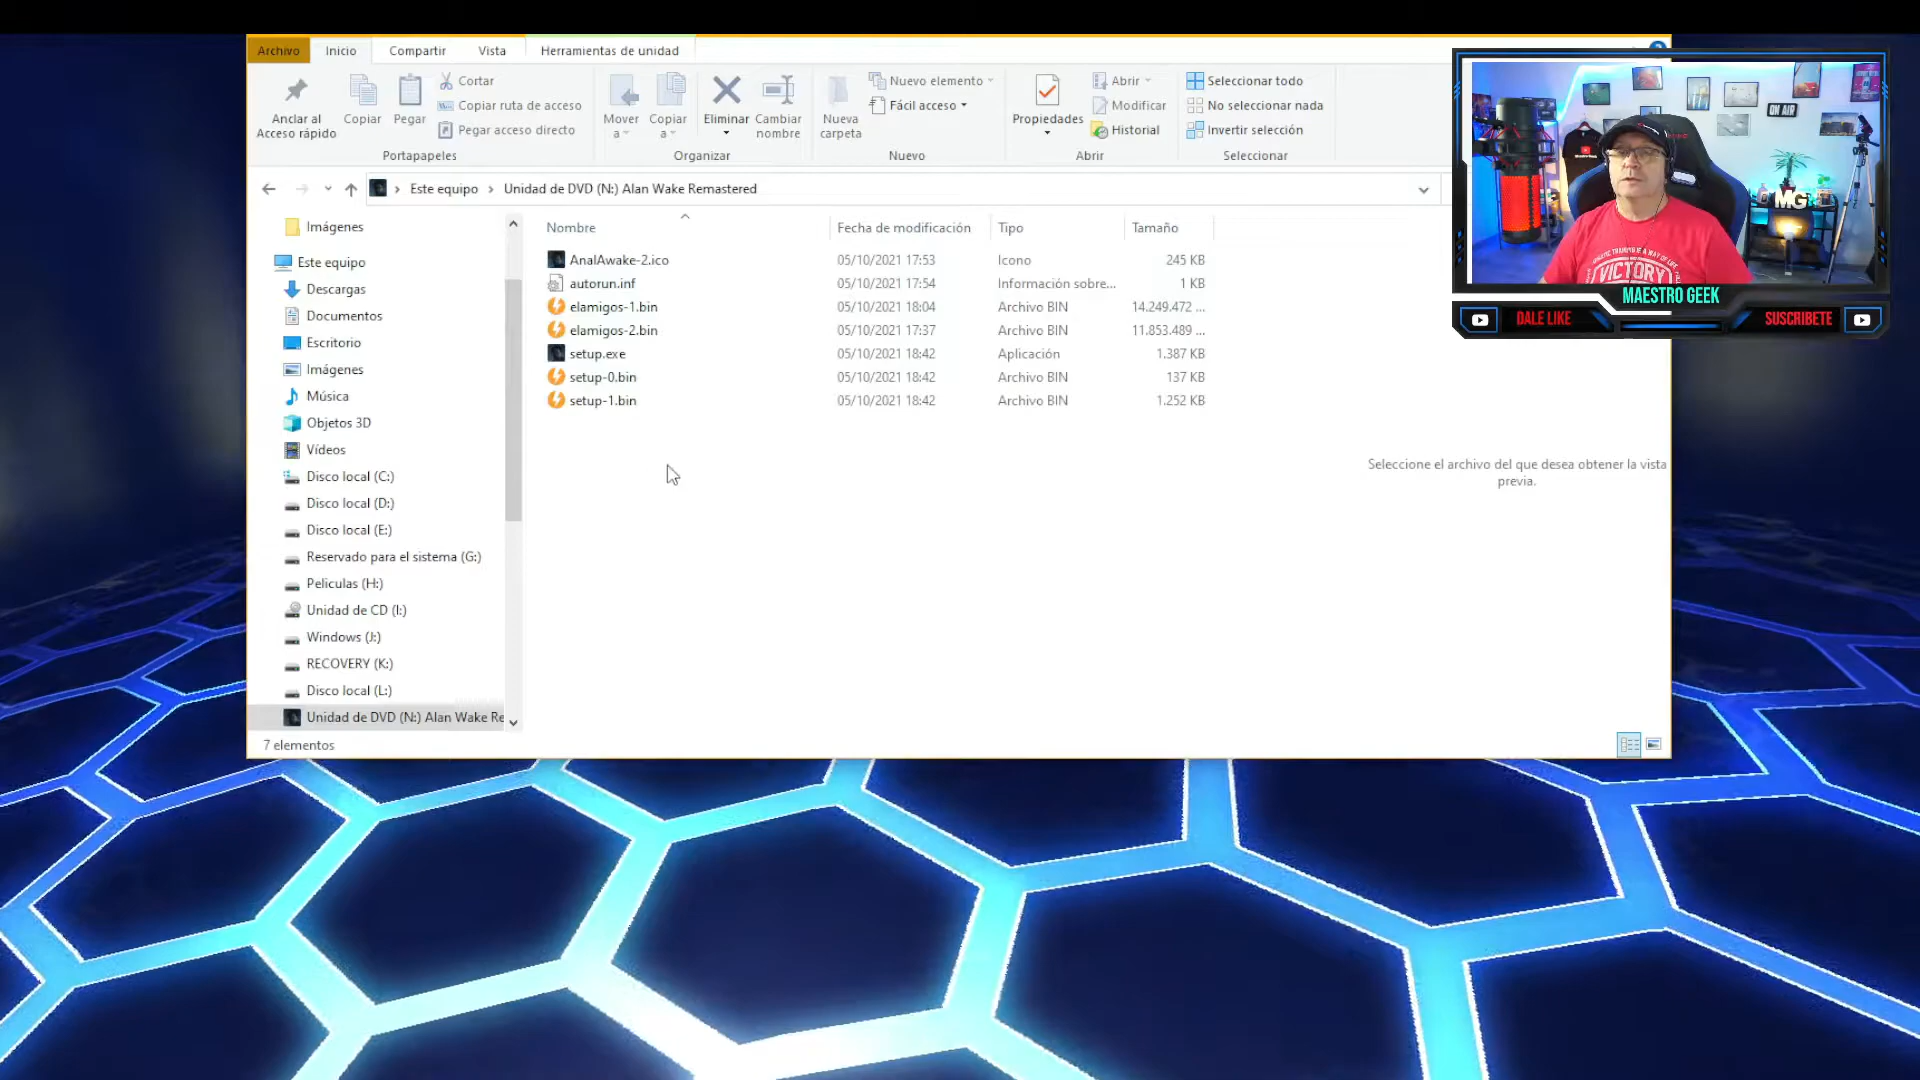 Archivo Inicio Compartir Vista Herramientas de unidad
Anclar al
Acceso rápido
Copiar
Pegar
Cortar
Copiar ruta de acceso
Pegar acceso directo
Portapapeles
Mover
a
Copiar
a
Eliminar
Cambiar
nombre
Organizar
Nueva
carpeta
Nuevo elemento
Fácil acceso
Nuevo
Propiedades
Abrir
Modificar
Historial
Abrir
Seleccionar todo
No seleccionar nada
Invertir selección
Seleccionar
Este equipo Unidad de DVD (N:) Alan Wake Remastered
Imágenes
Este equipo
Descargas
Documentos
Escritorio
Imágenes
Música
Objetos 3D
Vídeos
Disco local (C:)
Disco local (D:)
Disco local (E:)
Reservado para el sistema (G:)
Peliculas (H:)
Unidad de CD (I:)
Windows (J:)
RECOVERY (K:)
Disco local (L:)
Unidad de DVD (N:) Alan Wake Re
Nombre Fecha de modificación Tipo Tamaño
AnalAwake-2.ico 05/10/2021 17:53 Icono 245 KB
autorun.inf 05/10/2021 17:54 Información sobre... 1 KB
elamigos-1.bin 05/10/2021 18:04 Archivo BIN 14.249.472 ...
elamigos-2.bin 05/10/2021 17:37 Archivo BIN 11.853.489 ...
setup.exe 05/10/2021 18:42 Aplicación 1.387 KB
setup-0.bin 05/10/2021 18:42 Archivo BIN 137 KB
setup-1.bin 05/10/2021 18:42 Archivo BIN 1.252 KB
Seleccione el archivo del que desea obtener la vista
previa.
7 elementos
ON AIR
MG
VICTORY
MAESTRO GEEK
DALE LIKE
SUSCRIBETE